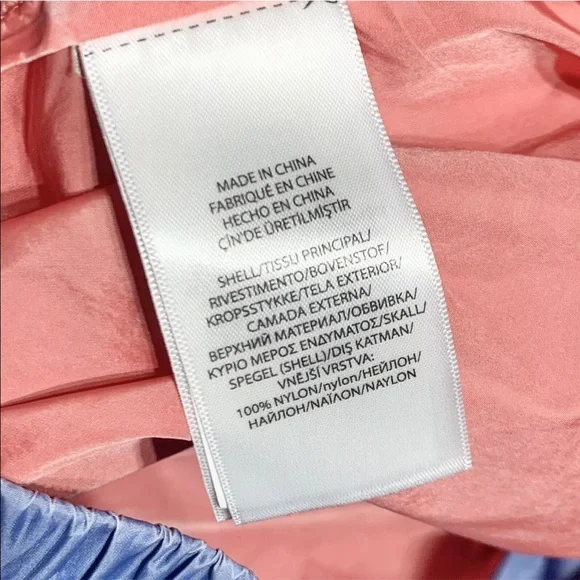 MADE IN CHINA
FABRIQUÉ EN CHINE
HECHO EN CHINA
ÇİN'DE ÜRETİLMİŞTİR
SHELL/TISSU PRINCIPAL/
RIVESTIMENTO/BOVENSTOF/
KROPSSTYKKE/TELA EXTERIOR/
CAMADA EXTERNA/
ВЕРХНИЙ МАТЕРИАЛ/ОБВИВКА/
ΚΥΡΙΟ ΜΕΡΟΣ ΕΝΔΥΜΑΤΟΣ/SKALL/
SPEGEL (SHELL)/DIŞ KATMAN/
VNĚJŠÍ VRSTVA:
100% NYLON/nylon/НЕЙЛОН/
НАЙЛОН/ΝΑΪΛΟΝ/NAYLON